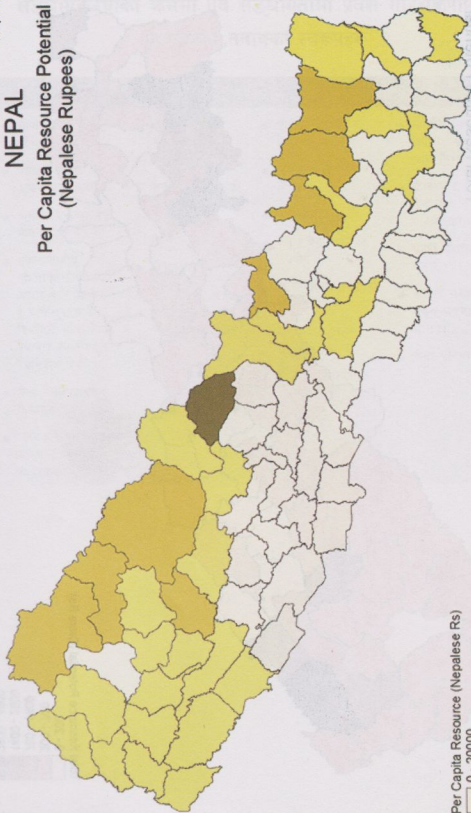 NEPAL
Per Capita Resource Potential
(Nepalese Rupees)
Per Capita Resource (Nepalese Rs)
0 - 20000